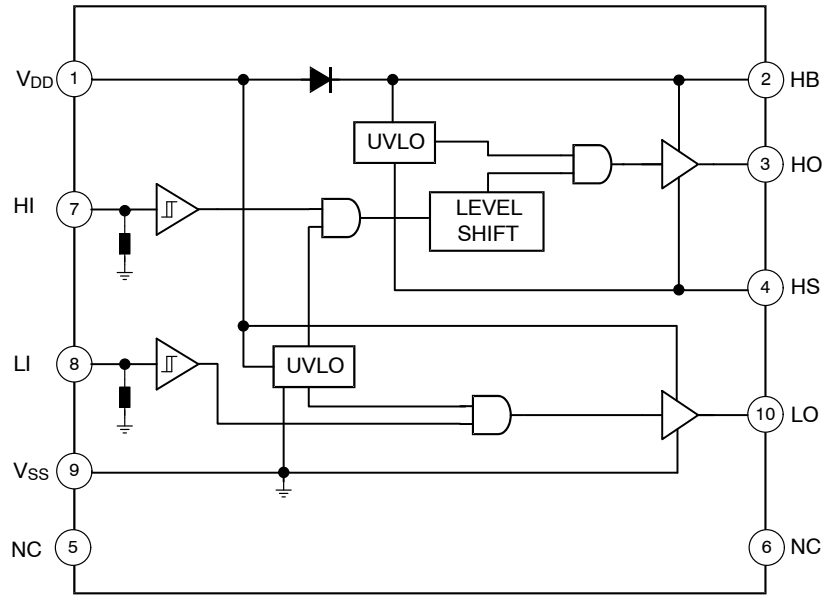 VDD 1 2 HB
UVLO
3 HO
HI 7
LEVEL
SHIFT
4 HS
LI 8
UVLO
10 LO
VSS 9
NC 5 6 NC